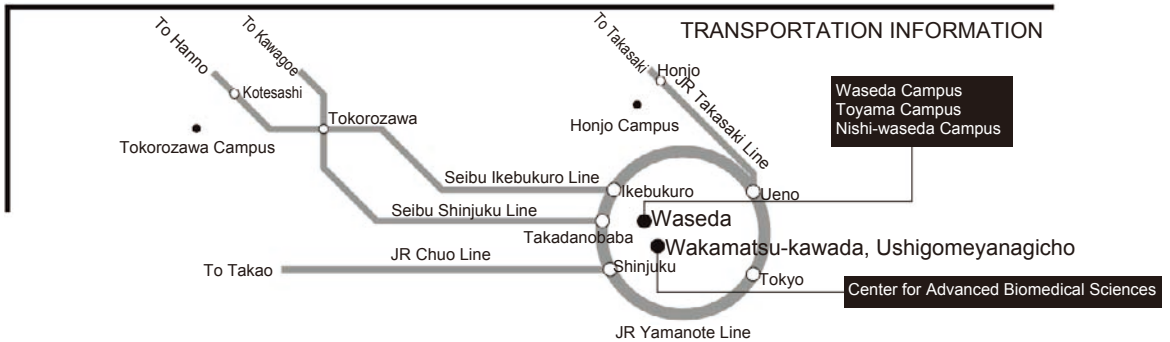 TRANSPORTATION INFORMATION
To Hanno
To Kawagoe
To Takasaki
Honjo
Kotesashi
JR Takasaki Line
Waseda Campus
Toyama Campus
Nishi-waseda Campus
Tokorozawa
Honjo Campus
Tokorozawa Campus
Seibu Ikebukuro Line
Ikebukuro
Ueno
Seibu Shinjuku Line
Waseda
Takadanobaba
Wakamatsu-kawada, Ushigomeyanagicho
JR Chuo Line
To Takao
Shinjuku
Tokyo
Center for Advanced Biomedical Sciences
JR Yamanote Line